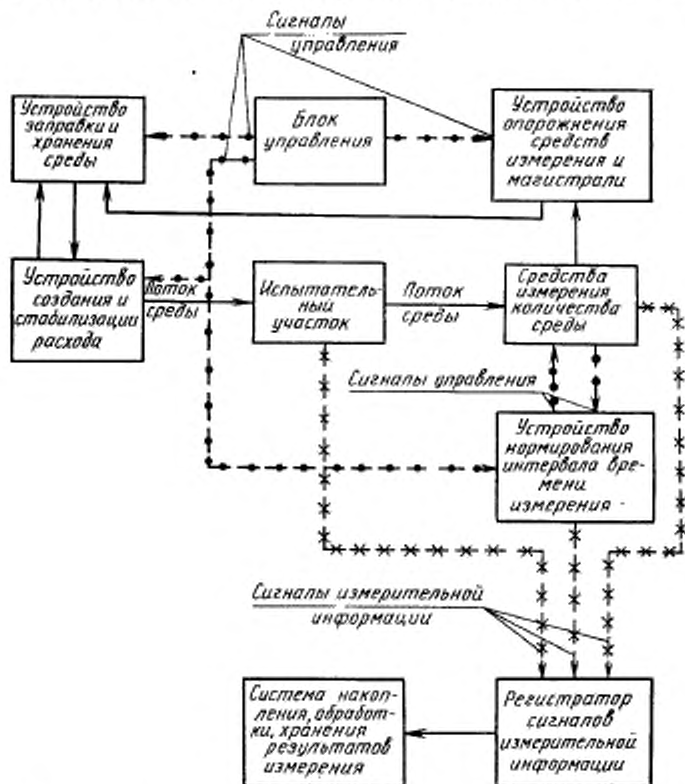 Сигналы
управления
Устройство
заправки и
хранения
среды
Блок
управления
Устройство
опорожнения
средств
измерения и
магистрали
Устройство
создания и
стабилизации
расхода
Поток
среды
Испытатель-
ный
участок
Поток
среды
Средства
измерения
количества
среды
Сигналы управления
Устройство
нормирования
интервала вре-
мени
измерения
Сигналы измерительной
информации
Система накоп-
ления, обработ-
ки, хранения
результатов
измерения
Регистратор
сигналов
измерительной
информации